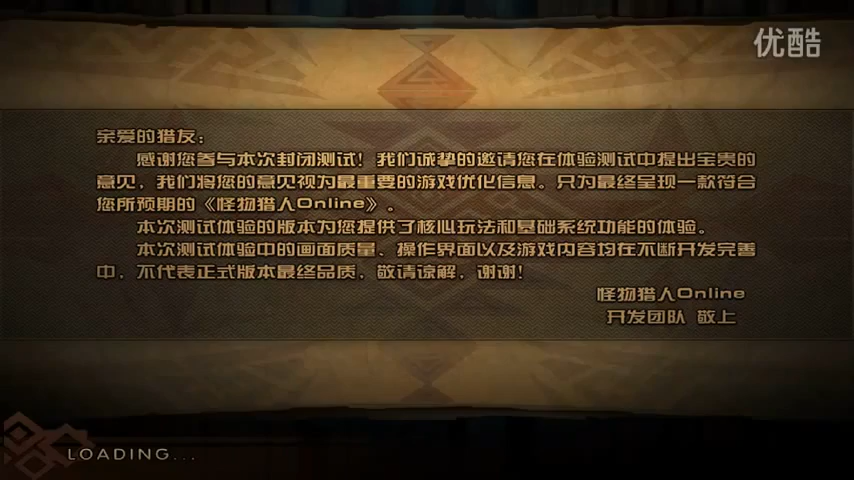 优酷
亲爱的猎友：
感谢您参与本次封闭测试！我们诚挚的邀请您在体验测试中提出宝贵的
意见，我们将您的意见视为最重要的游戏优化信息。只为最终呈现一款符合
您所预期的《怪物猎人Online》。
本次测试体验的版本为您提供了核心玩法和基础系统功能的体验。
本次体验测试中的画面质量、操作界面以及游戏内容均在不断开发完善
中，不代表正式版本最终品质，敬请谅解，谢谢！
怪物猎人Online
开发团队 敬上
LOADING...